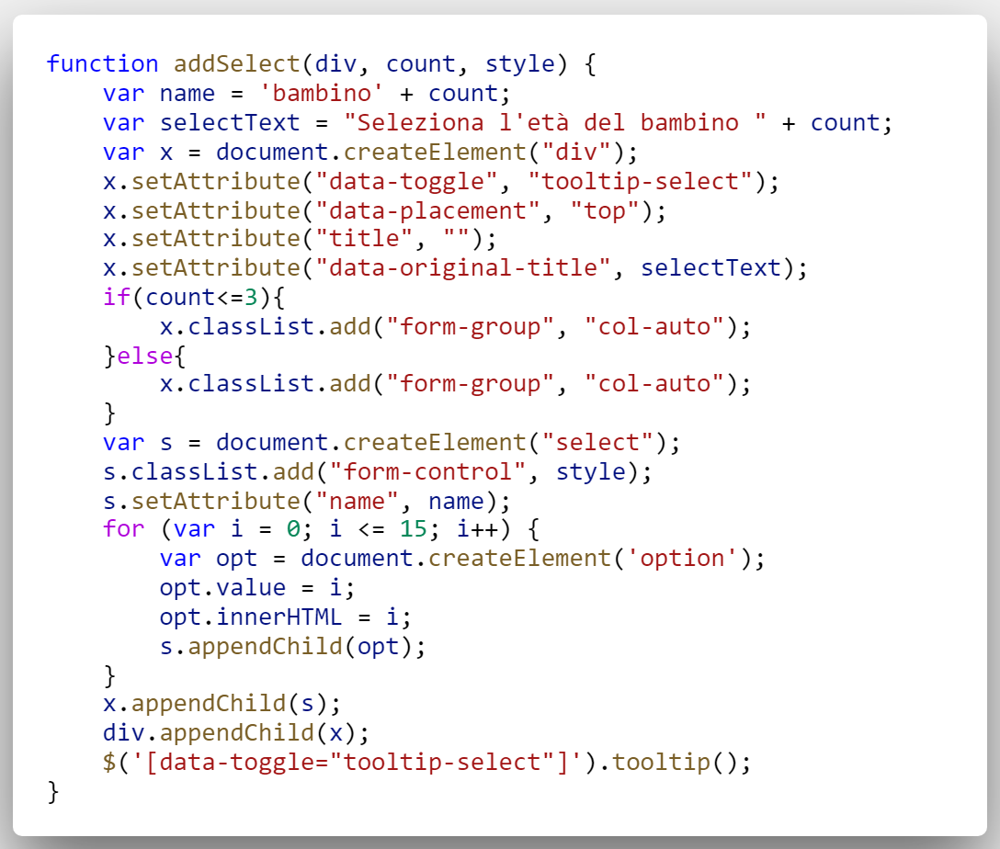 function addSelect(div, count, style) {
    var name = 'bambino' + count;
    var selectText = "Seleziona l'età del bambino " + count;
    var x = document.createElement("div");
    x.setAttribute("data-toggle", "tooltip-select");
    x.setAttribute("data-placement", "top");
    x.setAttribute("title", "");
    x.setAttribute("data-original-title", selectText);
    if(count<=3){
        x.classList.add("form-group", "col-auto");
    }else{
        x.classList.add("form-group", "col-auto");
    }
    var s = document.createElement("select");
    s.classList.add("form-control", style);
    s.setAttribute("name", name);
    for (var i = 0; i <= 15; i++) {
        var opt = document.createElement('option');
        opt.value = i;
        opt.innerHTML = i;
        s.appendChild(opt);
    }
    x.appendChild(s);
    div.appendChild(x);
    $('[data-toggle="tooltip-select"]').tooltip();
}